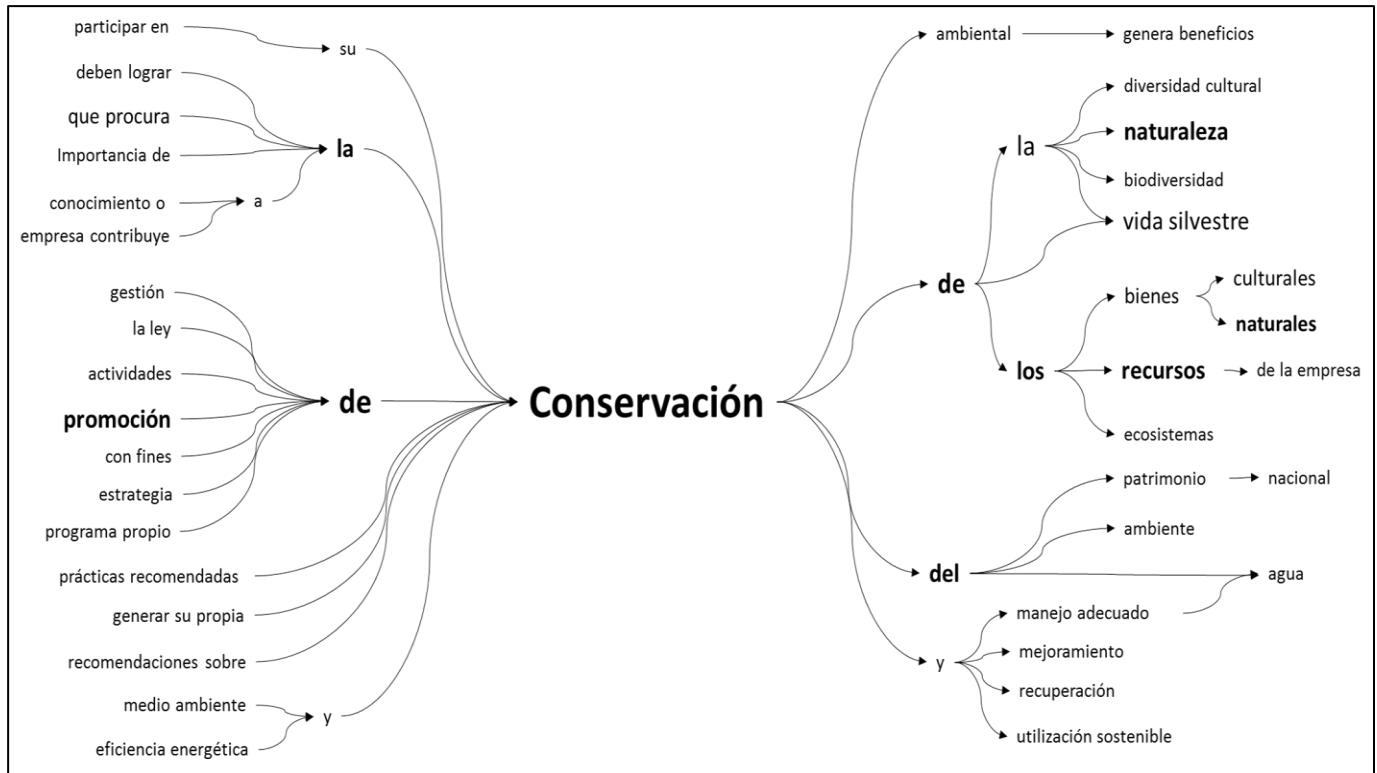 participar en
su
deben lograr
que procura
Importancia de
la
conocimiento o
a
empresa contribuye
gestión
la ley
actividades
promoción
de
con fines
estrategia
programa propio
prácticas recomendadas
generar su propia
recomendaciones sobre
medio ambiente
y
eficiencia energética
Conservación
ambiental
genera beneficios
de
la
diversidad cultural
naturaleza
biodiversidad
vida silvestre
los
bienes
culturales
naturales
recursos
de la empresa
ecosistemas
del
patrimonio
nacional
ambiente
agua
y
manejo adecuado
mejoramiento
recuperación
utilización sostenible